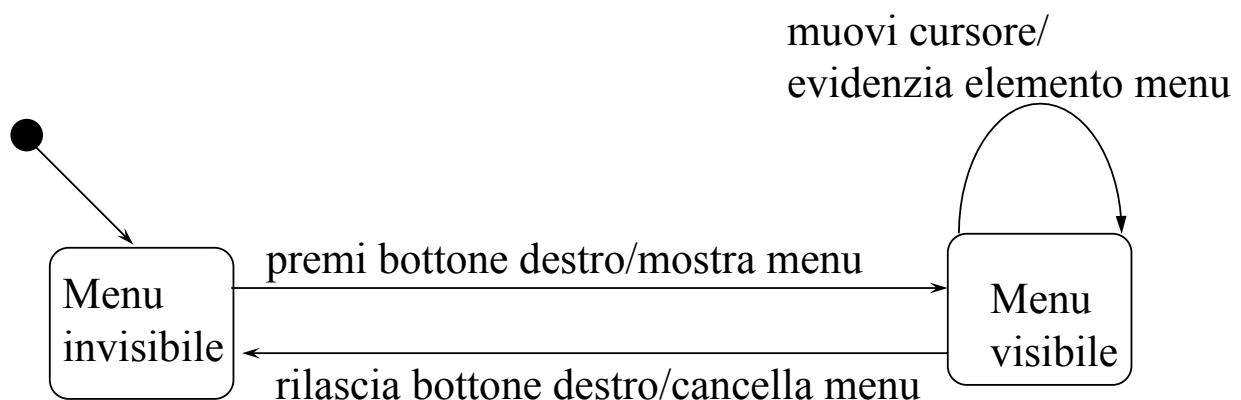 muovi cursore/
evidenzia elemento menu
premi bottone destro/mostra menu
Menu
invisibile
Menu
visibile
rilascia bottone destro/cancella menu